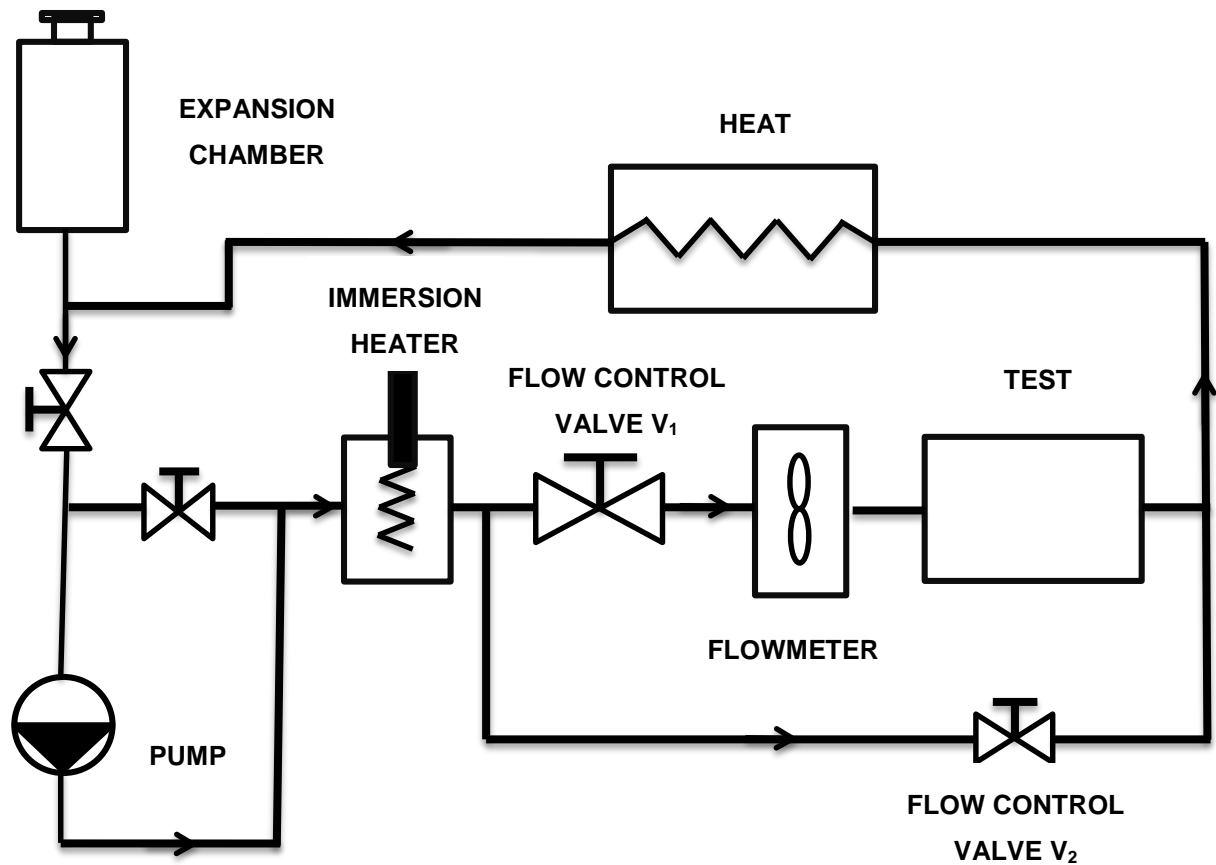 EXPANSION
CHAMBER
HEAT
IMMERSION
HEATER
FLOW CONTROL
VALVE V₁
TEST
FLOWMETER
PUMP
FLOW CONTROL
VALVE V₂